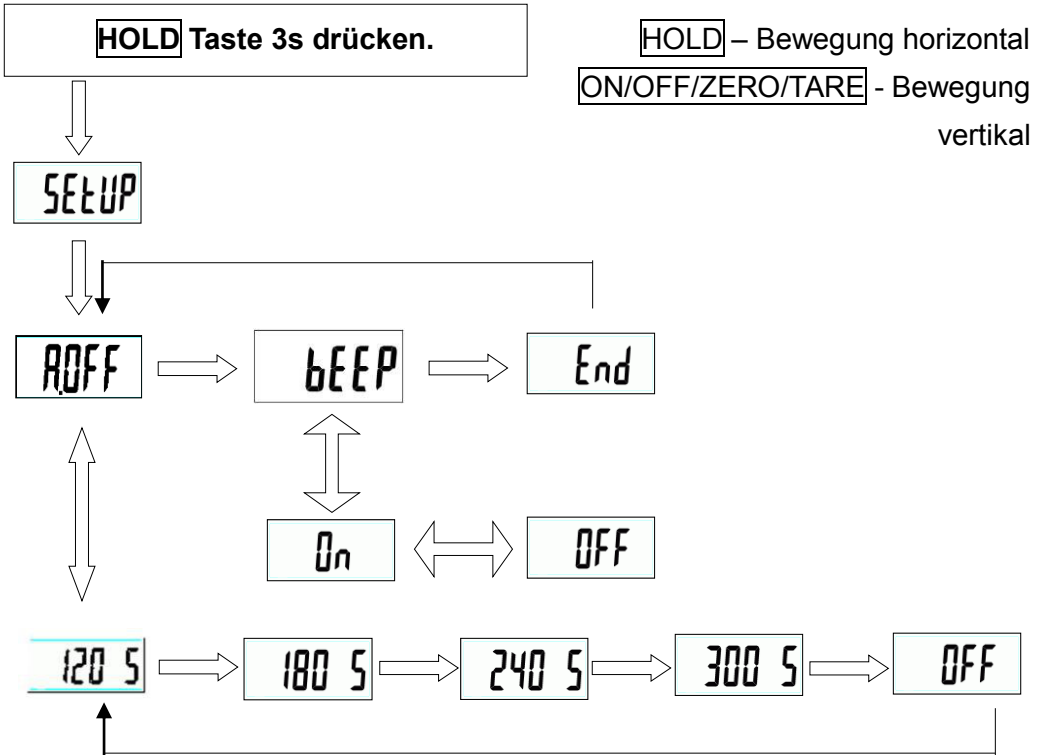 HOLD Taste 3s drücken.
HOLD – Bewegung horizontal
ON/OFF/ZERO/TARE - Bewegung
vertikal
SEtUP
A.OFF
bEEP
End
On
OFF
120 S
180 S
240 S
300 S
OFF